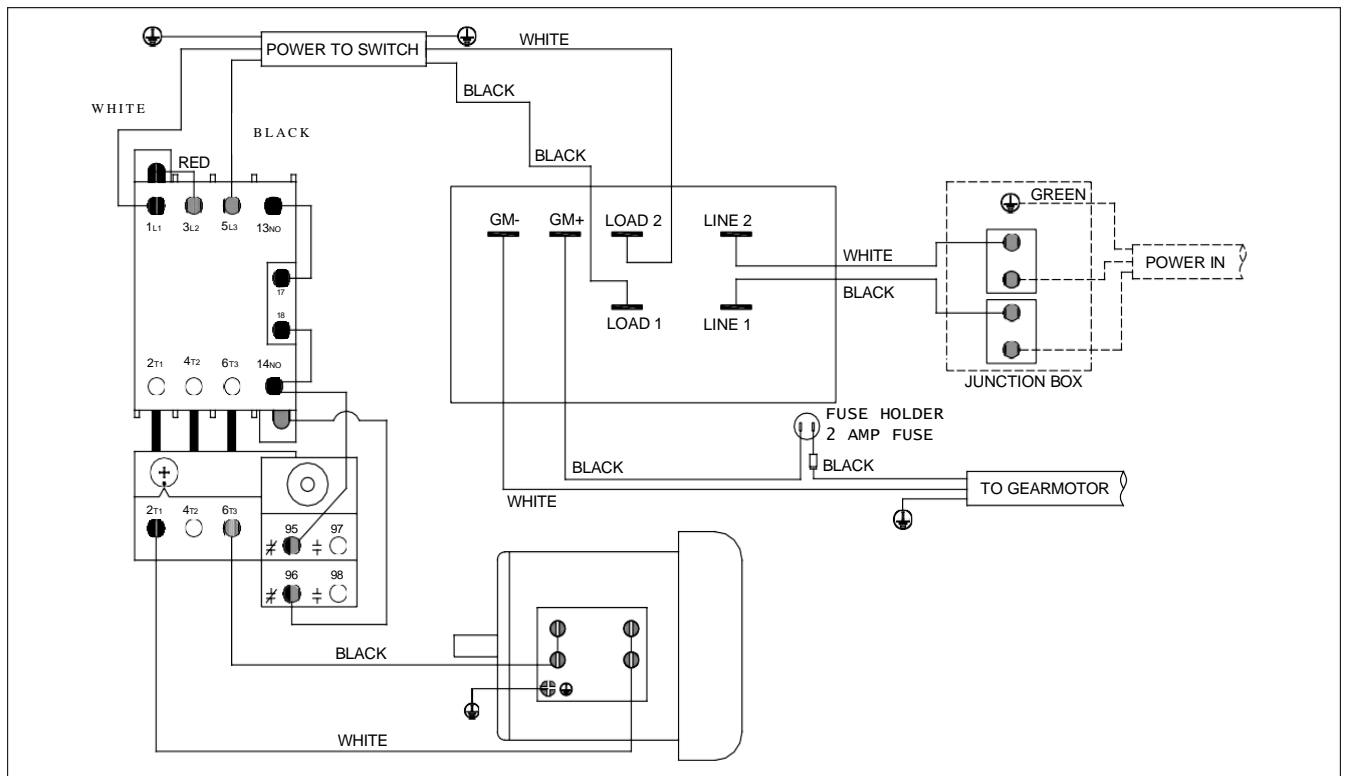 POWER TO SWITCH
WHITE
BLACK
WHITE
BLACK
BLACK
RED
1L1 3L2 5L3 13NO
17
18
2T1 4T2 6T3 14NO
GM- GM+ LOAD 2 LINE 2
LOAD 1 LINE 1
WHITE
BLACK
GREEN
POWER IN
JUNCTION BOX
FUSE HOLDER
2 AMP FUSE
BLACK
BLACK
WHITE
TO GEARMOTOR
2T1 4T2 6T3
95 97
96 98
BLACK
WHITE